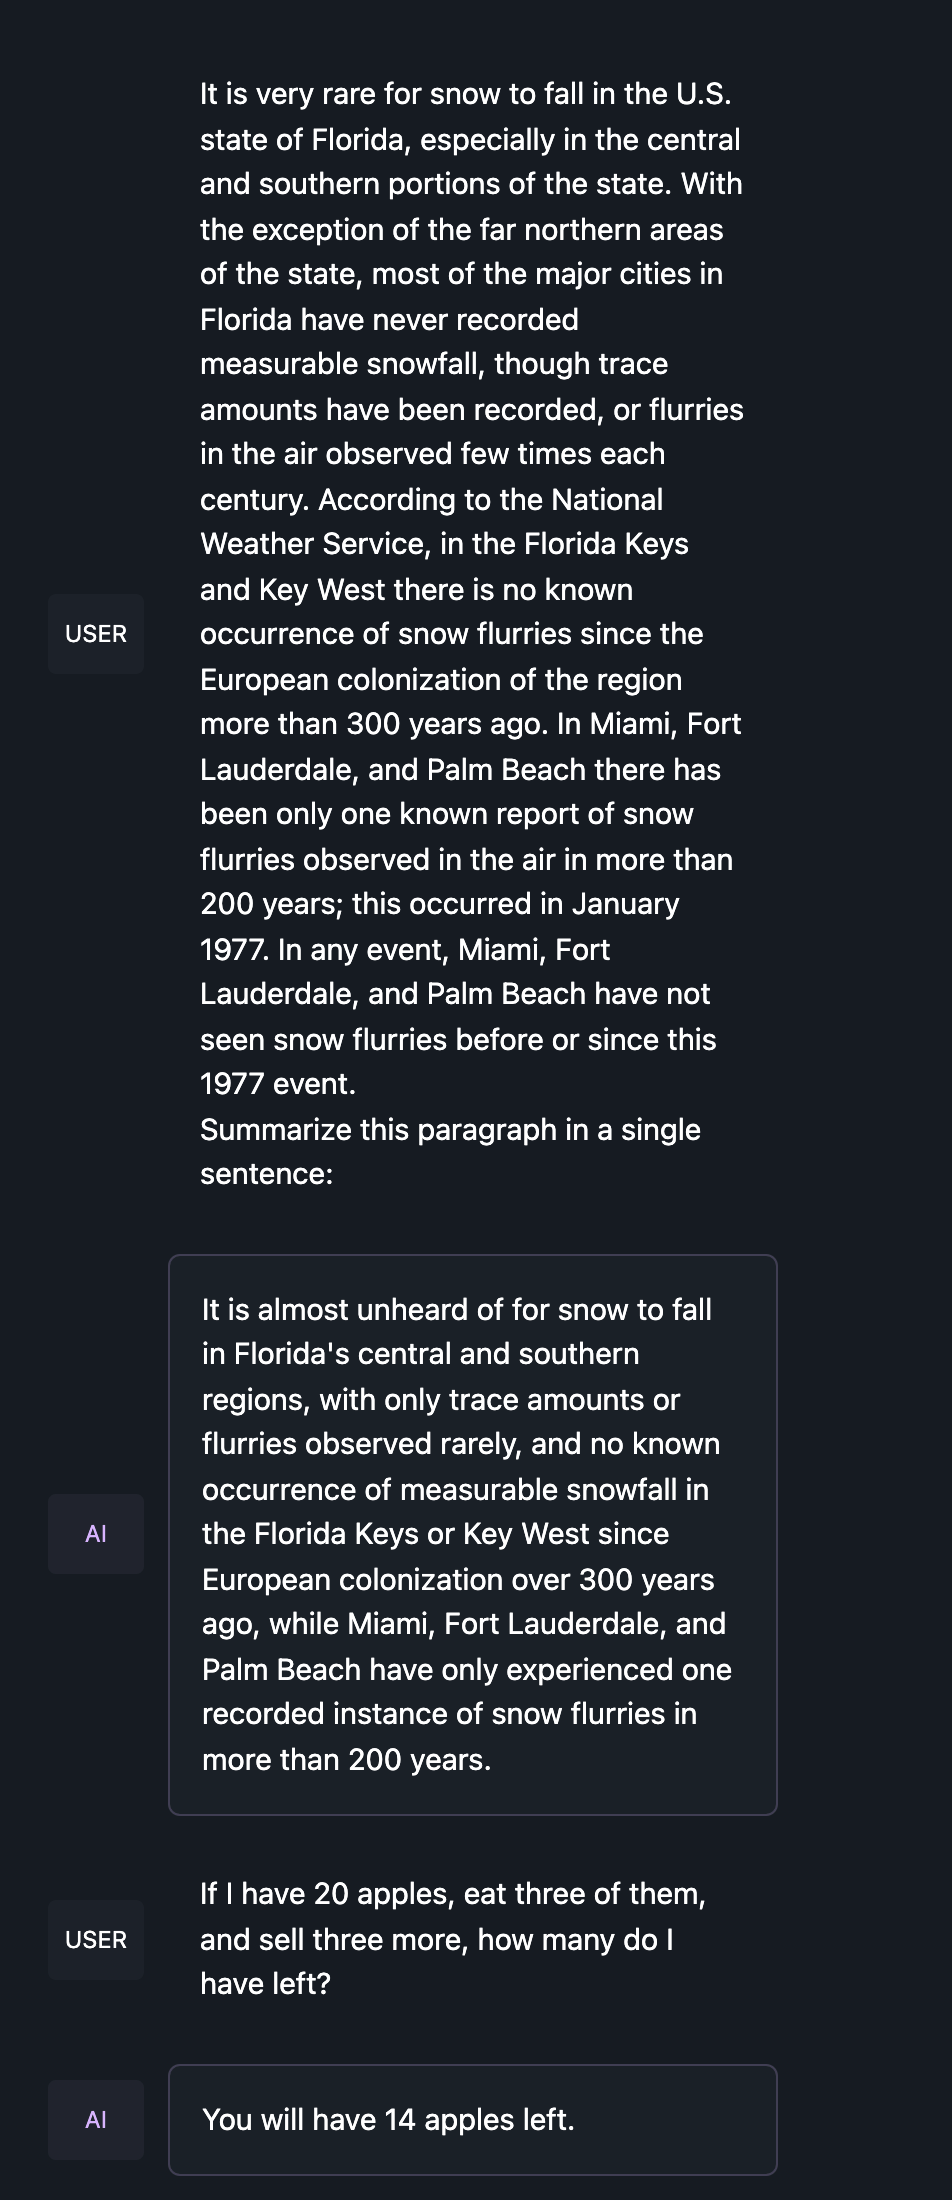 It is very rare for snow to fall in the U.S.
state of Florida, especially in the central
and southern portions of the state. With
the exception of the far northern areas
of the state, most of the major cities in
Florida have never recorded
measurable snowfall, though trace
amounts have been recorded, or flurries
in the air observed few times each
century. According to the National
Weather Service, in the Florida Keys
and Key West there is no known
USER
occurrence of snow flurries since the
European colonization of the region
more than 300 years ago. In Miami, Fort
Lauderdale, and Palm Beach there has
been only one known report of snow
flurries observed in the air in more than
200 years; this occurred in January
1977. In any event, Miami, Fort
Lauderdale, and Palm Beach have not
seen snow flurries before or since this
1977 event.
Summarize this paragraph in a single
sentence:
It is almost unheard of for snow to fall
in Florida's central and southern
regions, with only trace amounts or
flurries observed rarely, and no known
occurrence of measurable snowfall in
AI
the Florida Keys or Key West since
European colonization over 300 years
ago, while Miami, Fort Lauderdale, and
Palm Beach have only experienced one
recorded instance of snow flurries in
more than 200 years.
If I have 20 apples, eat three of them,
USER
and sell three more, how many do I
have left?
AI
You will have 14 apples left.